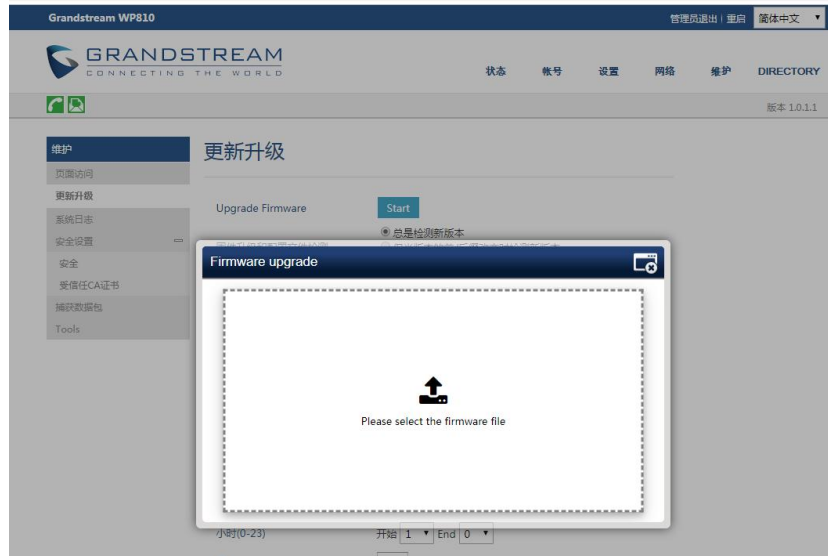 Grandstream WP810
管理员退出 | 重启 简体中文
GRANDSTREAM
CONNECTING THE WORLD
状态 帐号 设置 网络 维护 DIRECTORY
版本 1.0.1.1
维护
页面访问
更新升级
系统日志
安全设置
安全
受信任CA证书
捕获数据包
Tools
更新升级
Upgrade Firmware Start
总是检测新版本
Firmware upgrade
Please select the firmware file
小时(0-23) 开始 1 End 0